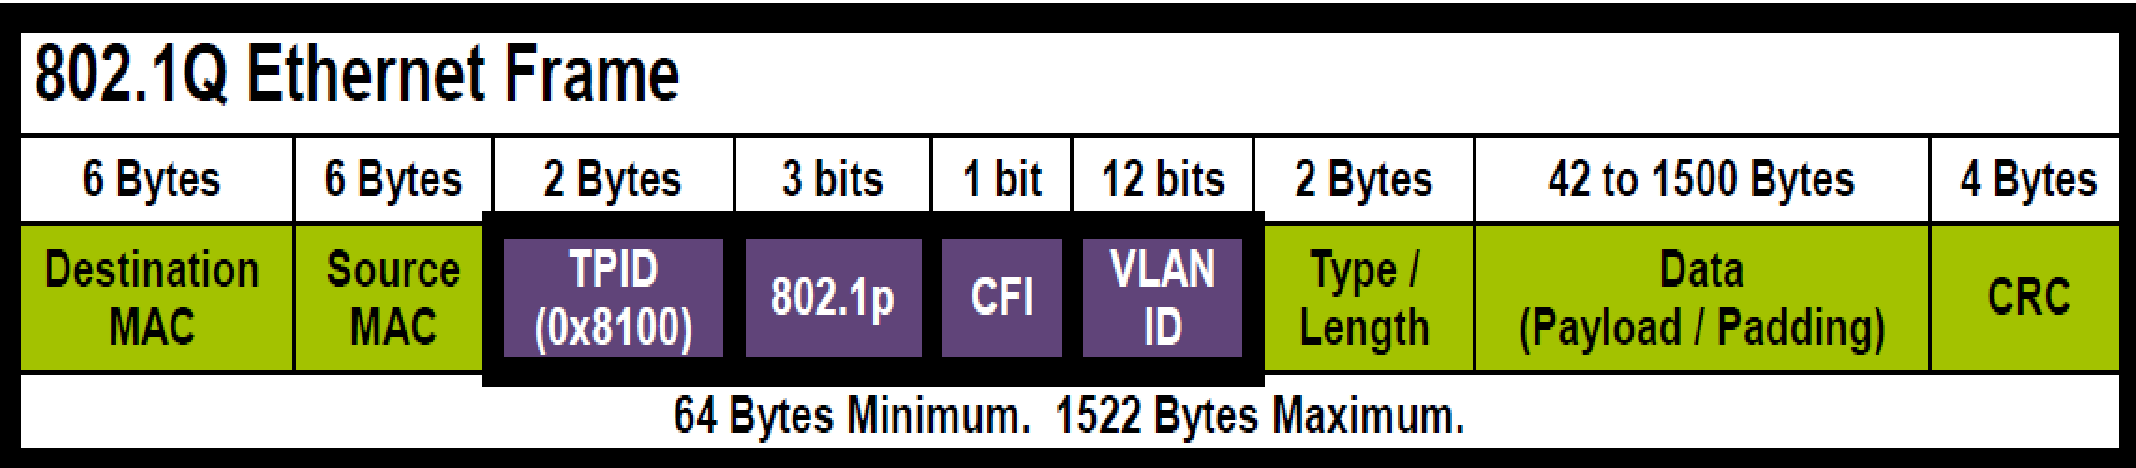 802.1Q Ethernet Frame
6 Bytes 6 Bytes 2 Bytes 3 bits 1 bit 12 bits 2 Bytes 42 to 1500 Bytes 4 Bytes
Destination MAC
Source MAC
TPID (0x8100)
802.1p
CFI
VLAN ID
Type / Length
Data (Payload / Padding)
CRC
64 Bytes Minimum. 1522 Bytes Maximum.